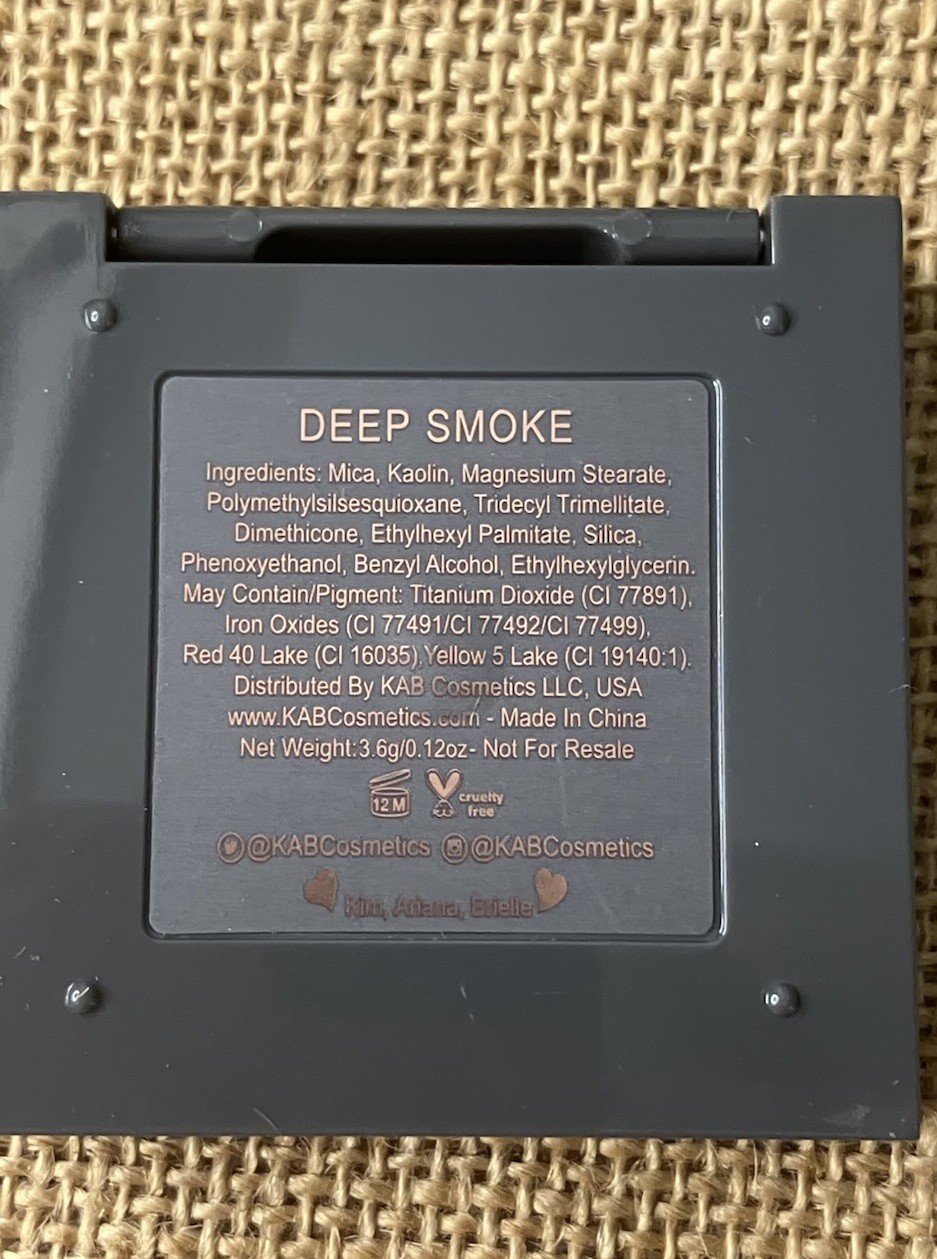 DEEP SMOKE
Ingredients: Mica, Kaolin, Magnesium Stearate,
Polymethylsilsesquioxane, Tridecyl Trimellitate,
Dimethicone, Ethylhexyl Palmitate, Silica,
Phenoxyethanol, Benzyl Alcohol, Ethylhexylglycerin.
May Contain/Pigment: Titanium Dioxide (CI 77891),
Iron Oxides (CI 77491/CI 77492/CI 77499),
Red 40 Lake (CI 16035),Yellow 5 Lake (CI 19140:1).
Distributed By KAB Cosmetics LLC, USA
www.KABCosmetics.com - Made In China
Net Weight:3.6g/0.12oz- Not For Resale
12 M
cruelty
free
@KABCosmetics @KABCosmetics
Kim, Ariana, Brielle